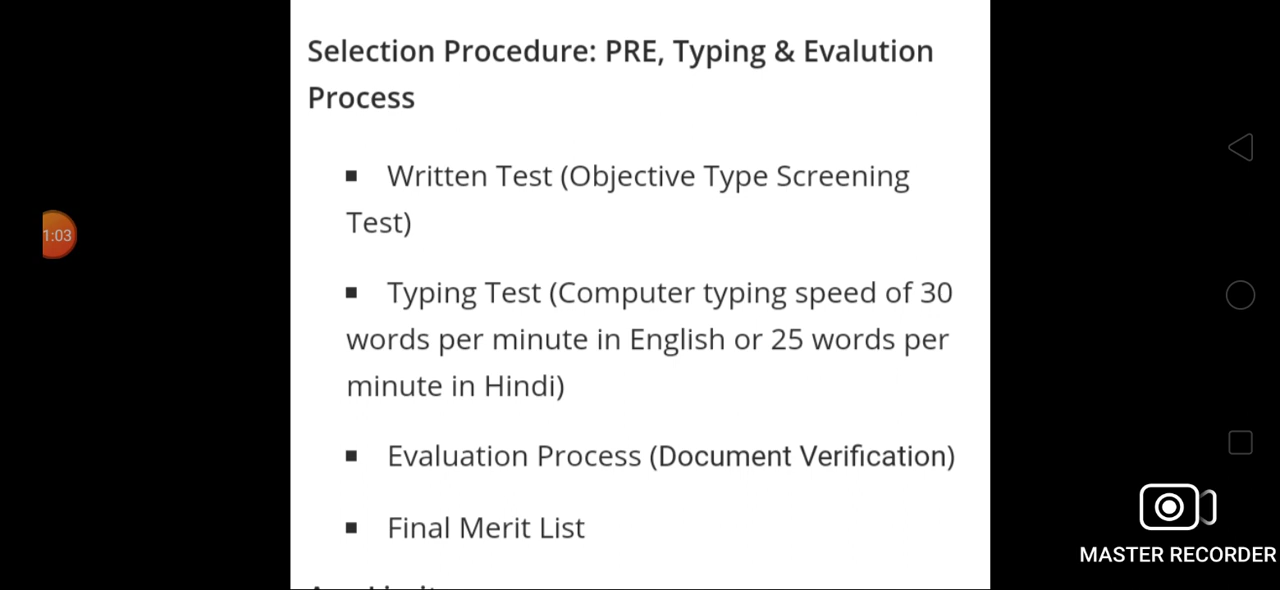 Selection Procedure: PRE, Typing & Evalution
Process
▪ Written Test (Objective Type Screening
Test)
▪ Typing Test (Computer typing speed of 30
words per minute in English or 25 words per
minute in Hindi)
▪ Evaluation Process (Document Verification)
▪ Final Merit List
1:03
MASTER RECORDER